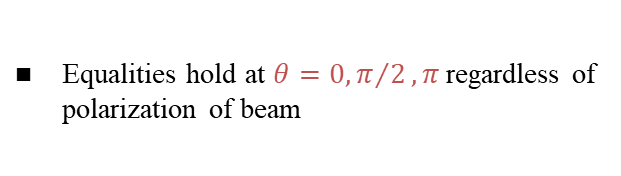 ■ Equalities hold at θ = 0, π/2 , π regardless of
polarization of beam